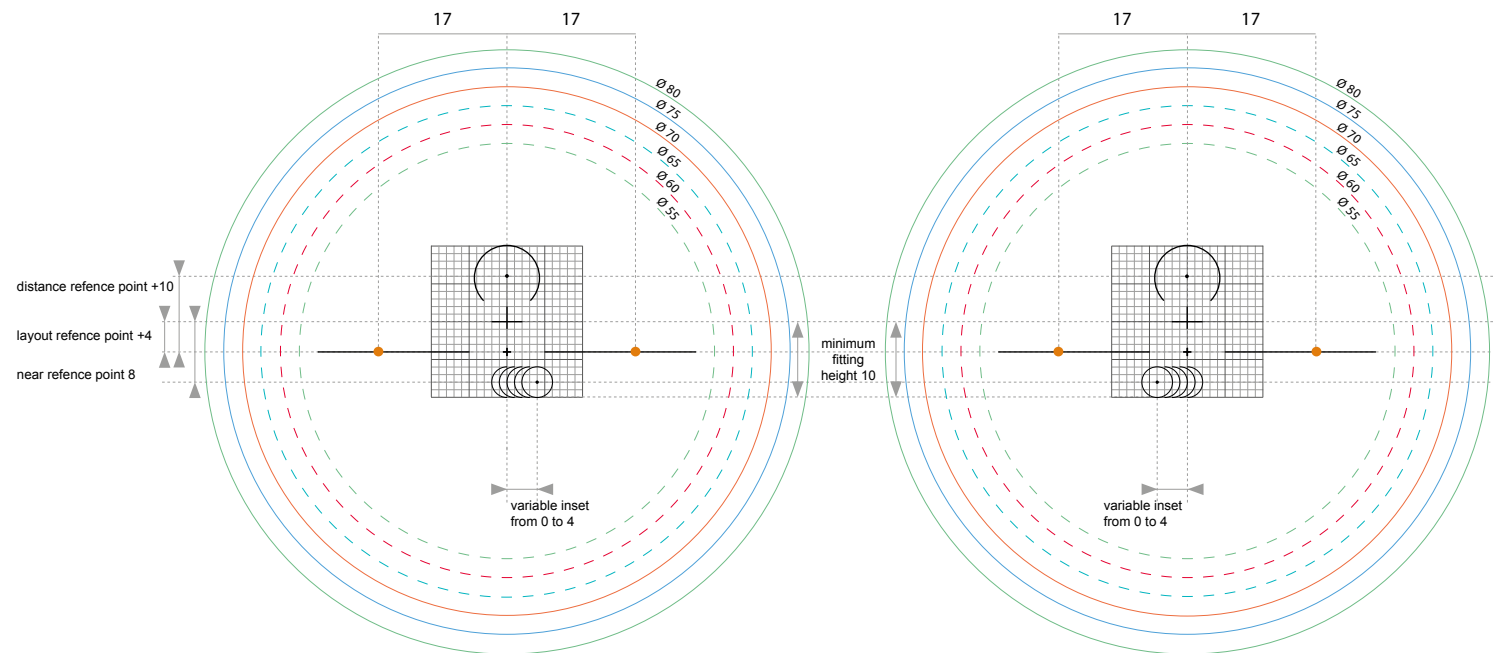 17 17 17 17
Ø 80 Ø 80
Ø 75 Ø 75
Ø 70 Ø 70
Ø 65 Ø 65
Ø 60 Ø 60
Ø 55 Ø 55
distance refence point +10
layout refence point +4
near refence point 8
minimum
fitting
height 10
variable inset
from 0 to 4
variable inset
from 0 to 4